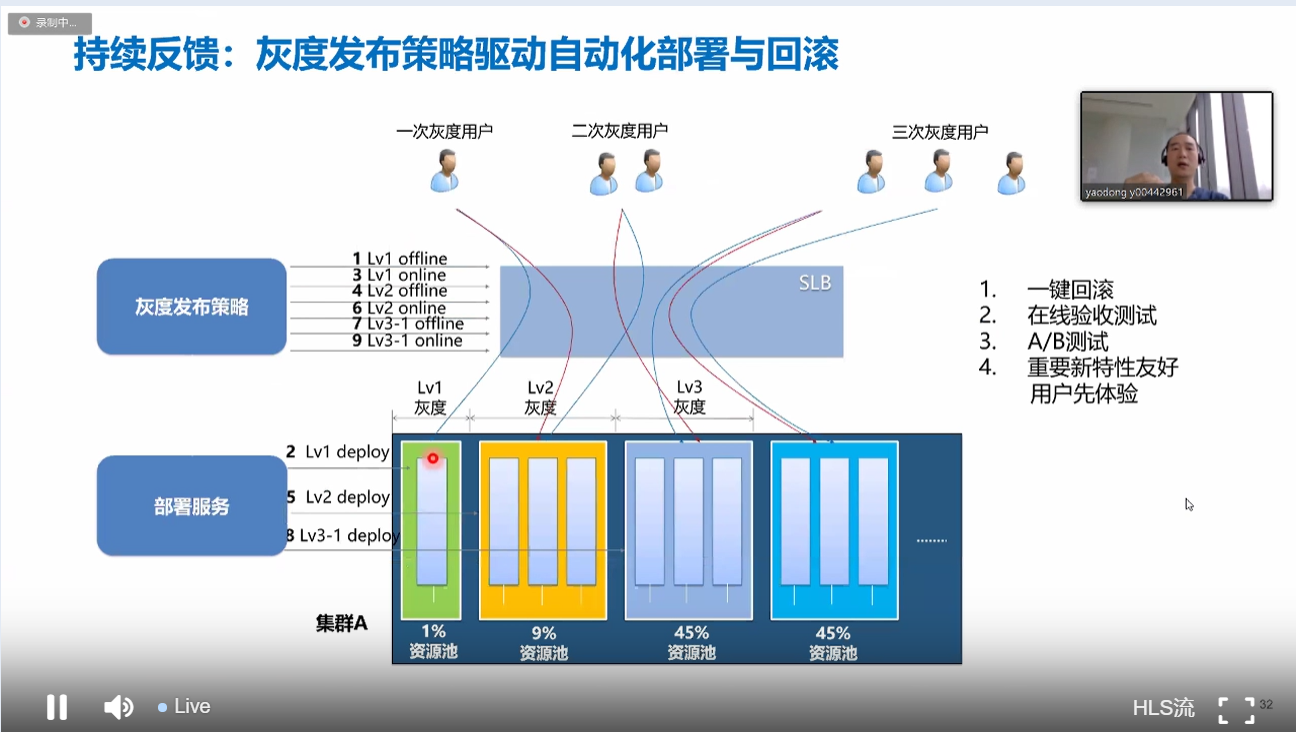 录制中...
持续反馈：灰度发布策略驱动自动化部署与回滚
一次灰度用户
二次灰度用户
三次灰度用户
yaodong y00442961
灰度发布策略
1 Lv1 offline
3 Lv1 online
4 Lv2 offline
6 Lv2 online
7 Lv3-1 offline
9 Lv3-1 online
SLB
1. 一键回滚
2. 在线验收测试
3. A/B测试
4. 重要新特性友好
用户先体验
Lv1
灰度
Lv2
灰度
Lv3
灰度
部署服务
2 Lv1 deploy
5 Lv2 deploy
8 Lv3-1 deploy
........
集群A
1%
资源池
9%
资源池
45%
资源池
45%
资源池
Live
HLS流
32